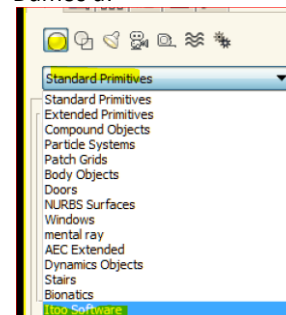 Standard Primitives
Standard Primitives
Extended Primitives
Compound Objects
Particle Systems
Patch Grids
Body Objects
Doors
NURBS Surfaces
Windows
mental ray
AEC Extended
Dynamics Objects
Stairs
Bionatics
Itoo Software